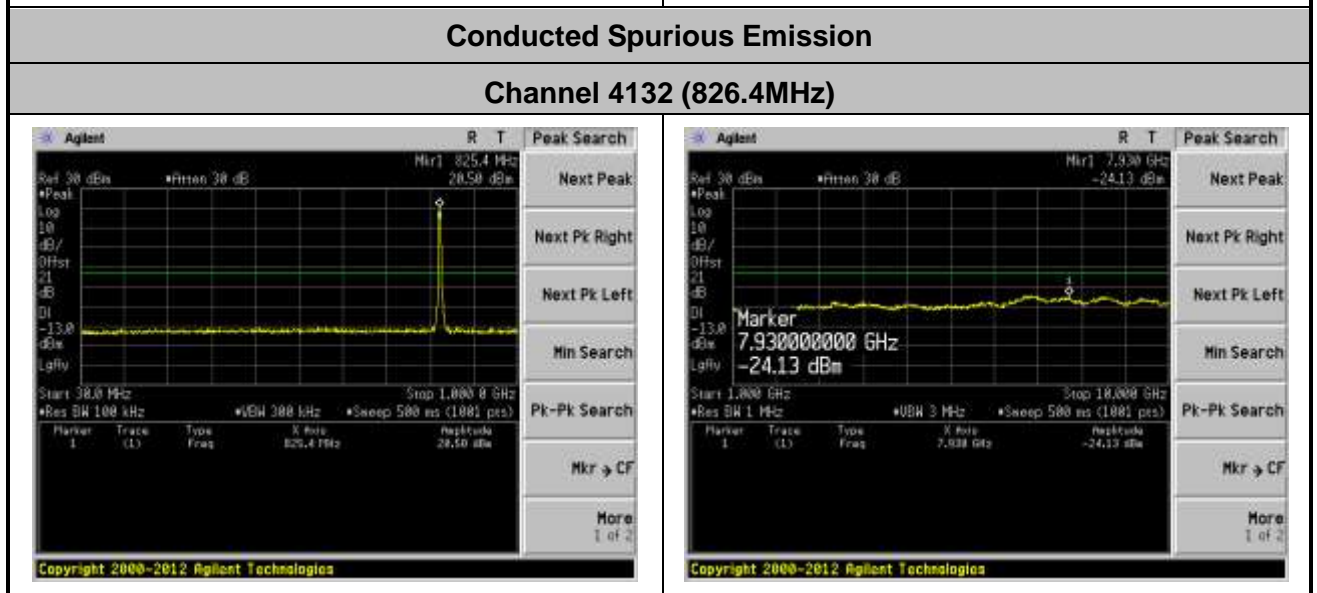 Conducted Spurious Emission
Channel 4132 (826.4MHz)
Agilent R T Peak Search
Mkr1 825.4 MHz
Ref 30 dBm •Atten 30 dB 20.50 dBm
•Peak
Log
10
dB/
Offst
21
dB
DI
-13.0
dBm
LgAv
Start 30.0 MHz Stop 1.000 0 GHz
•Res BW 100 kHz •VBW 300 kHz •Sweep 500 ms (1001 pts)
Marker Trace Type X Axis Amplitude
1 (1) Freq 825.4 MHz 20.50 dBm
Next Peak
Next Pk Right
Next Pk Left
Min Search
Pk-Pk Search
Mkr → CF
More
1 of 2
Copyright 2000-2012 Agilent Technologies
Agilent R T Peak Search
Mkr1 7.930 GHz
Ref 30 dBm •Atten 30 dB -24.13 dBm
•Peak
Log
10
dB/
Offst
21
dB
DI
-13.0
dBm
LgAv
1
Marker
7.930000000 GHz
-24.13 dBm
Start 1.000 GHz Stop 10.000 GHz
•Res BW 1 MHz •VBW 3 MHz •Sweep 500 ms (1001 pts)
Marker Trace Type X Axis Amplitude
1 (1) Freq 7.930 GHz -24.13 dBm
Next Peak
Next Pk Right
Next Pk Left
Min Search
Pk-Pk Search
Mkr → CF
More
1 of 2
Copyright 2000-2012 Agilent Technologies